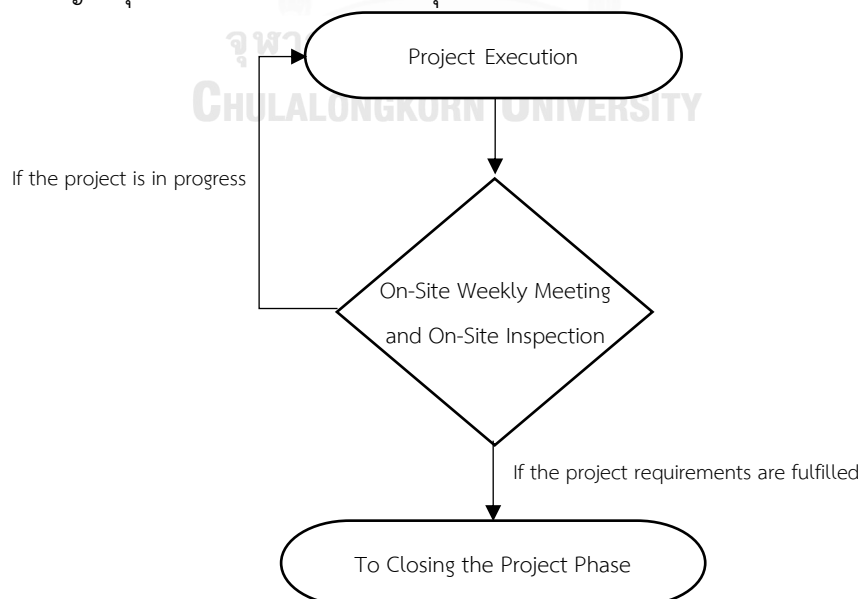 Project Execution
CHULALONGKORN UNIVERSITY
If the project is in progress
On-Site Weekly Meeting
and On-Site Inspection
If the project requirements are fulfilled
To Closing the Project Phase